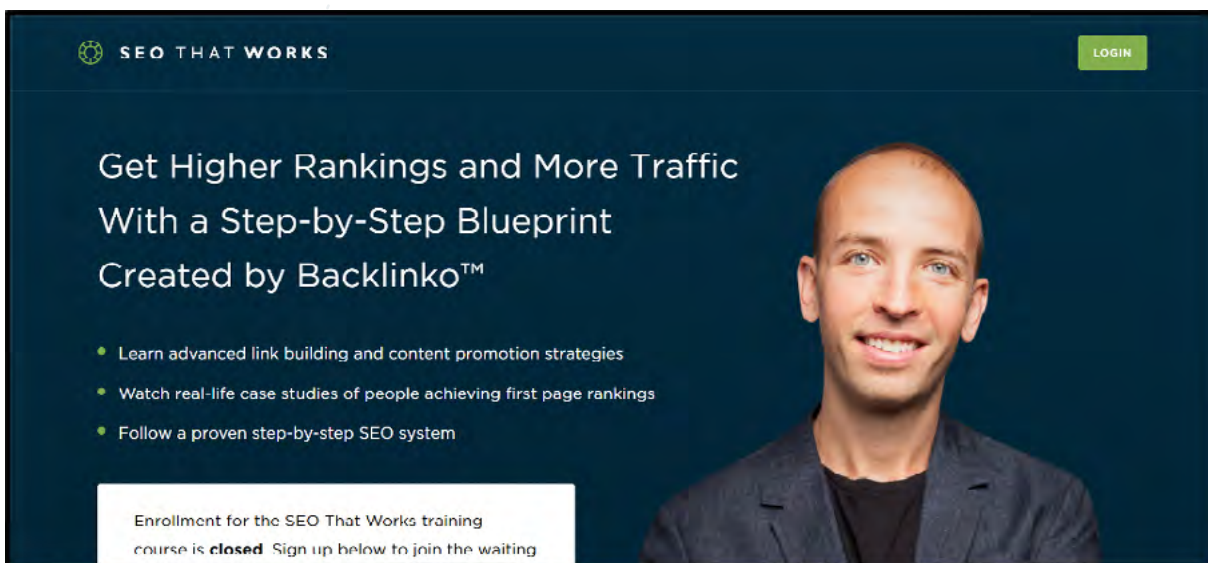 SEO THAT WORKS
LOGIN
Get Higher Rankings and More Traffic
With a Step-by-Step Blueprint
Created by Backlinko™
Learn advanced link building and content promotion strategies
Watch real-life case studies of people achieving first page rankings
Follow a proven step-by-step SEO system
Enrollment for the SEO That Works training
course is closed. Sign up below to join the waiting